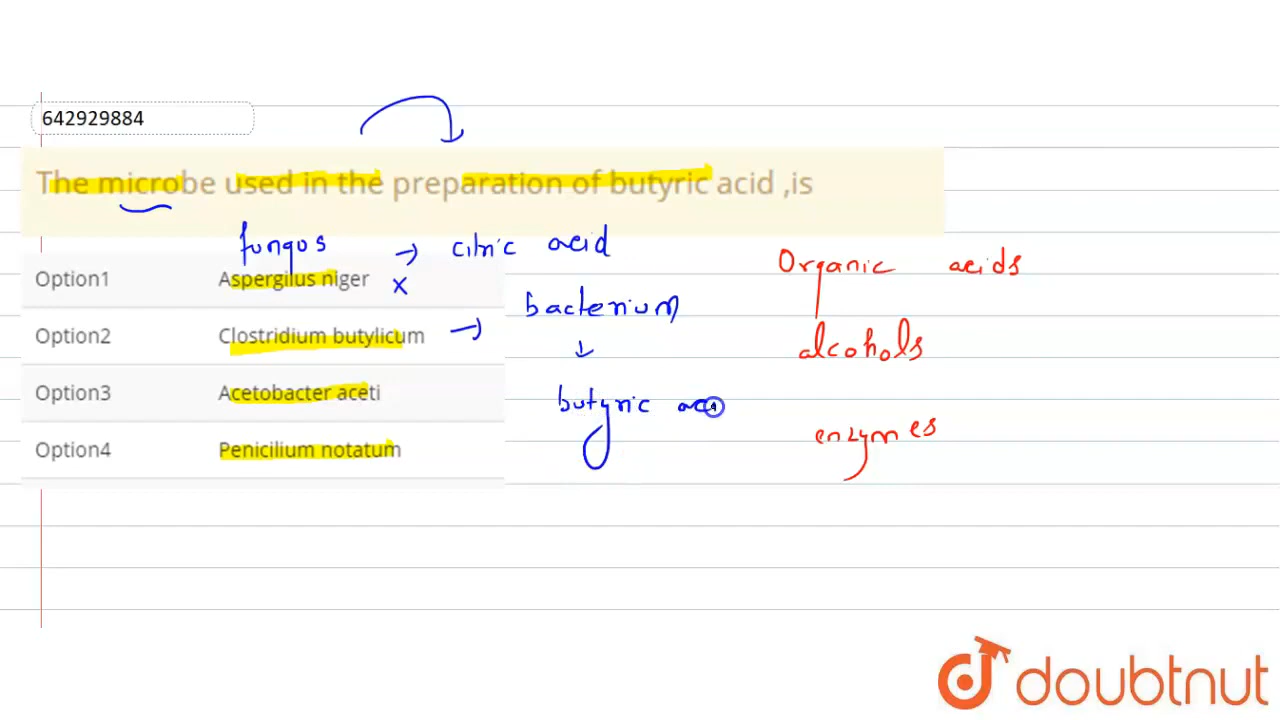 642929884
The microbe used in the preparation of butyric acid ,is
fungos → citric acid
Option1 Aspergilus niger x
Organic acids
bacterium
Option2 Clostridium butylicum →
alcohols
Option3 Acetobacter aceti
butyric
enzymes
Option4 Penicilium notatum
doubtnut